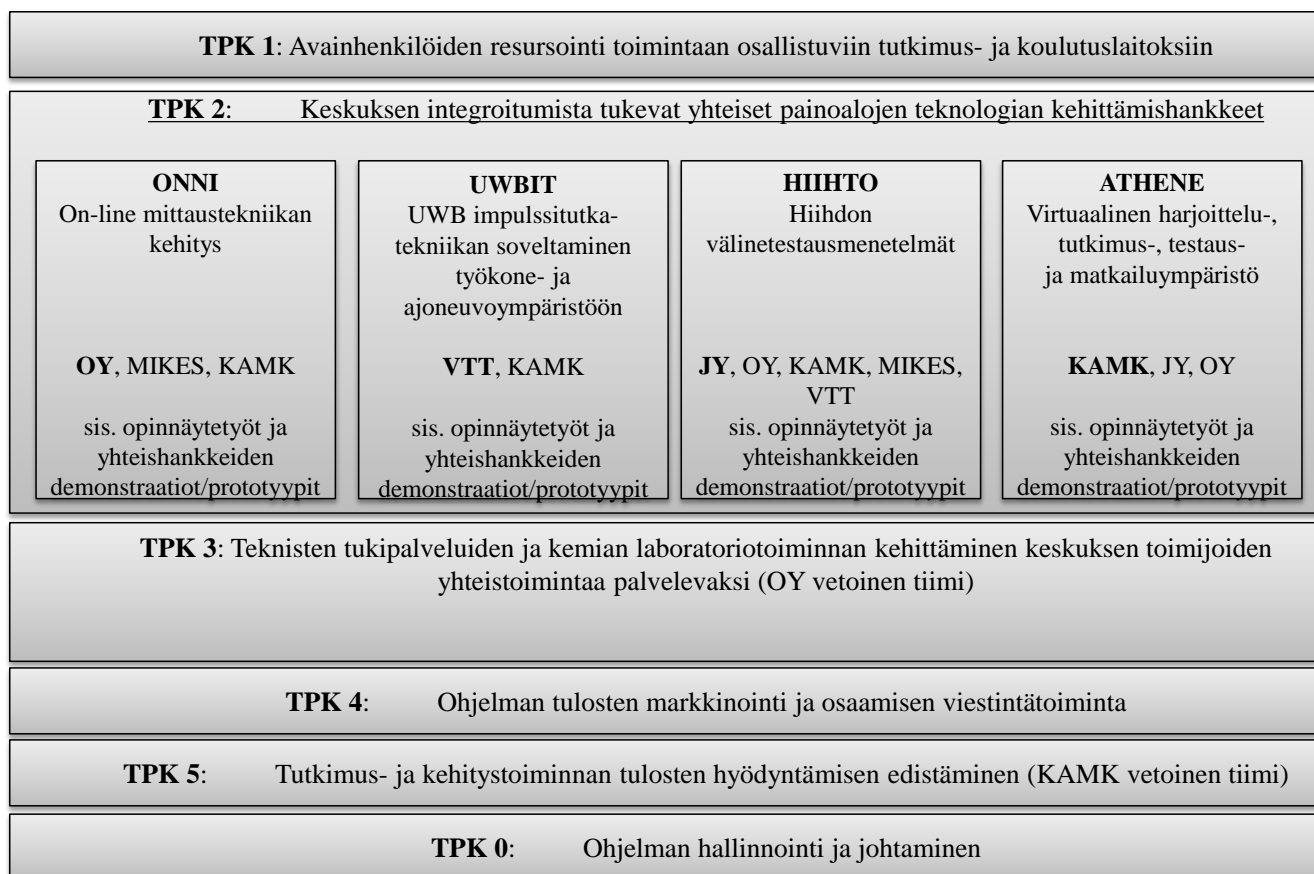 TPK 1: Avainhenkilöiden resursointi toimintaan osallistuviin tutkimus- ja koulutuslaitoksiin
TPK 2: Keskuksen integroitumista tukevat yhteiset painoalojen teknologian kehittämishankkeet
ONNI
On-line mittaustekniikan
kehitys
OY, MIKES, KAMK
sis. opinnäytetyöt ja
yhteishankkeiden
demonstraatiot/prototyypit
UWBIT
UWB impulssitutka-
tekniikan soveltaminen
työkone- ja
ajoneuvoympäristöön
VTT, KAMK
sis. opinnäytetyöt ja
yhteishankkeiden
demonstraatiot/prototyypit
HIIHTO
Hiihdon
välinetestausmenetelmät
JY, OY, KAMK, MIKES,
VTT
sis. opinnäytetyöt ja
yhteishankkeiden
demonstraatiot/prototyypit
ATHENE
Virtuaalinen harjoittelu-,
tutkimus-, testaus-
ja matkailuympäristö
KAMK, JY, OY
sis. opinnäytetyöt ja
yhteishankkeiden
demonstraatiot/prototyypit
TPK 3: Teknisten tukipalveluiden ja kemian laboratoriotoiminnan kehittäminen keskuksen toimijoiden
yhteistoimintaa palvelevaksi (OY vetoinen tiimi)
TPK 4: Ohjelman tulosten markkinointi ja osaamisen viestintätoiminta
TPK 5: Tutkimus- ja kehitystoiminnan tulosten hyödyntämisen edistäminen (KAMK vetoinen tiimi)
TPK 0: Ohjelman hallinnointi ja johtaminen